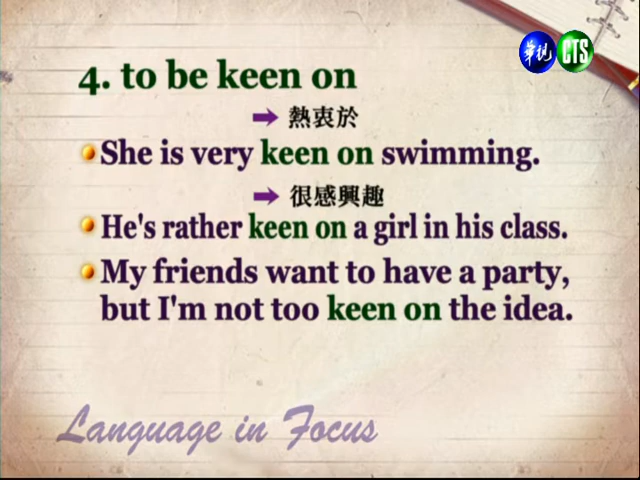 華視 CTS
4. to be keen on
熱衷於
She is very keen on swimming.
很感興趣
He's rather keen on a girl in his class.
My friends want to have a party,
but I'm not too keen on the idea.
Language in Focus